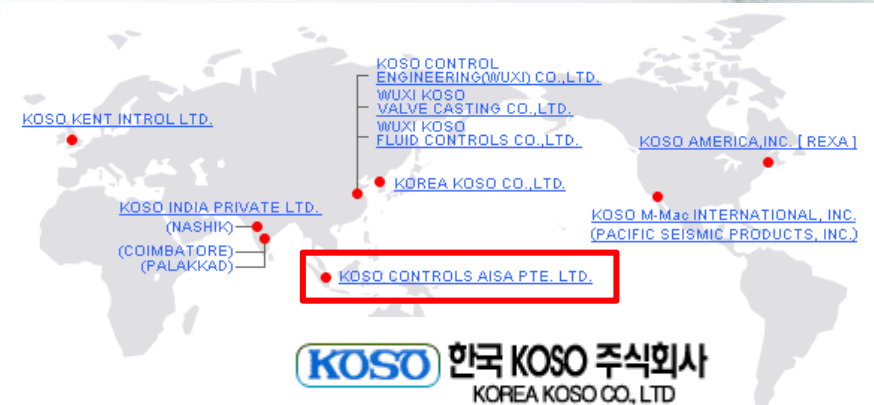 KOSO CONTROL
ENGINEERING(WUXI) CO.,LTD.
WUXI KOSO
VALVE CASTING CO.,LTD.
WUXI KOSO
FLUID CONTROLS CO.,LTD.
KOSO KENT INTROL LTD.
KOSO AMERICA,INC. [ REXA ]
KOREA KOSO CO.,LTD.
KOSO INDIA PRIVATE LTD.
(NASHIK)
(COIMBATORE)
(PALAKKAD)
KOSO M-Mac INTERNATIONAL, INC.
(PACIFIC SEISMIC PRODUCTS, INC.)
KOSO CONTROLS AISA PTE. LTD.
KOSO 한국 KOSO 주식회사
KOREA KOSO CO., LTD